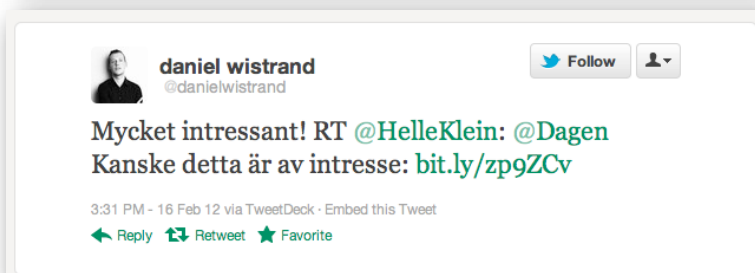 daniel wistrand
Follow
@danielwistrand
Mycket intressant! RT @HelleKlein: @Dagen
Kanske detta är av intresse: bit.ly/zp9ZCv
3:31 PM - 16 Feb 12 via TweetDeck · Embed this Tweet
Reply Retweet Favorite